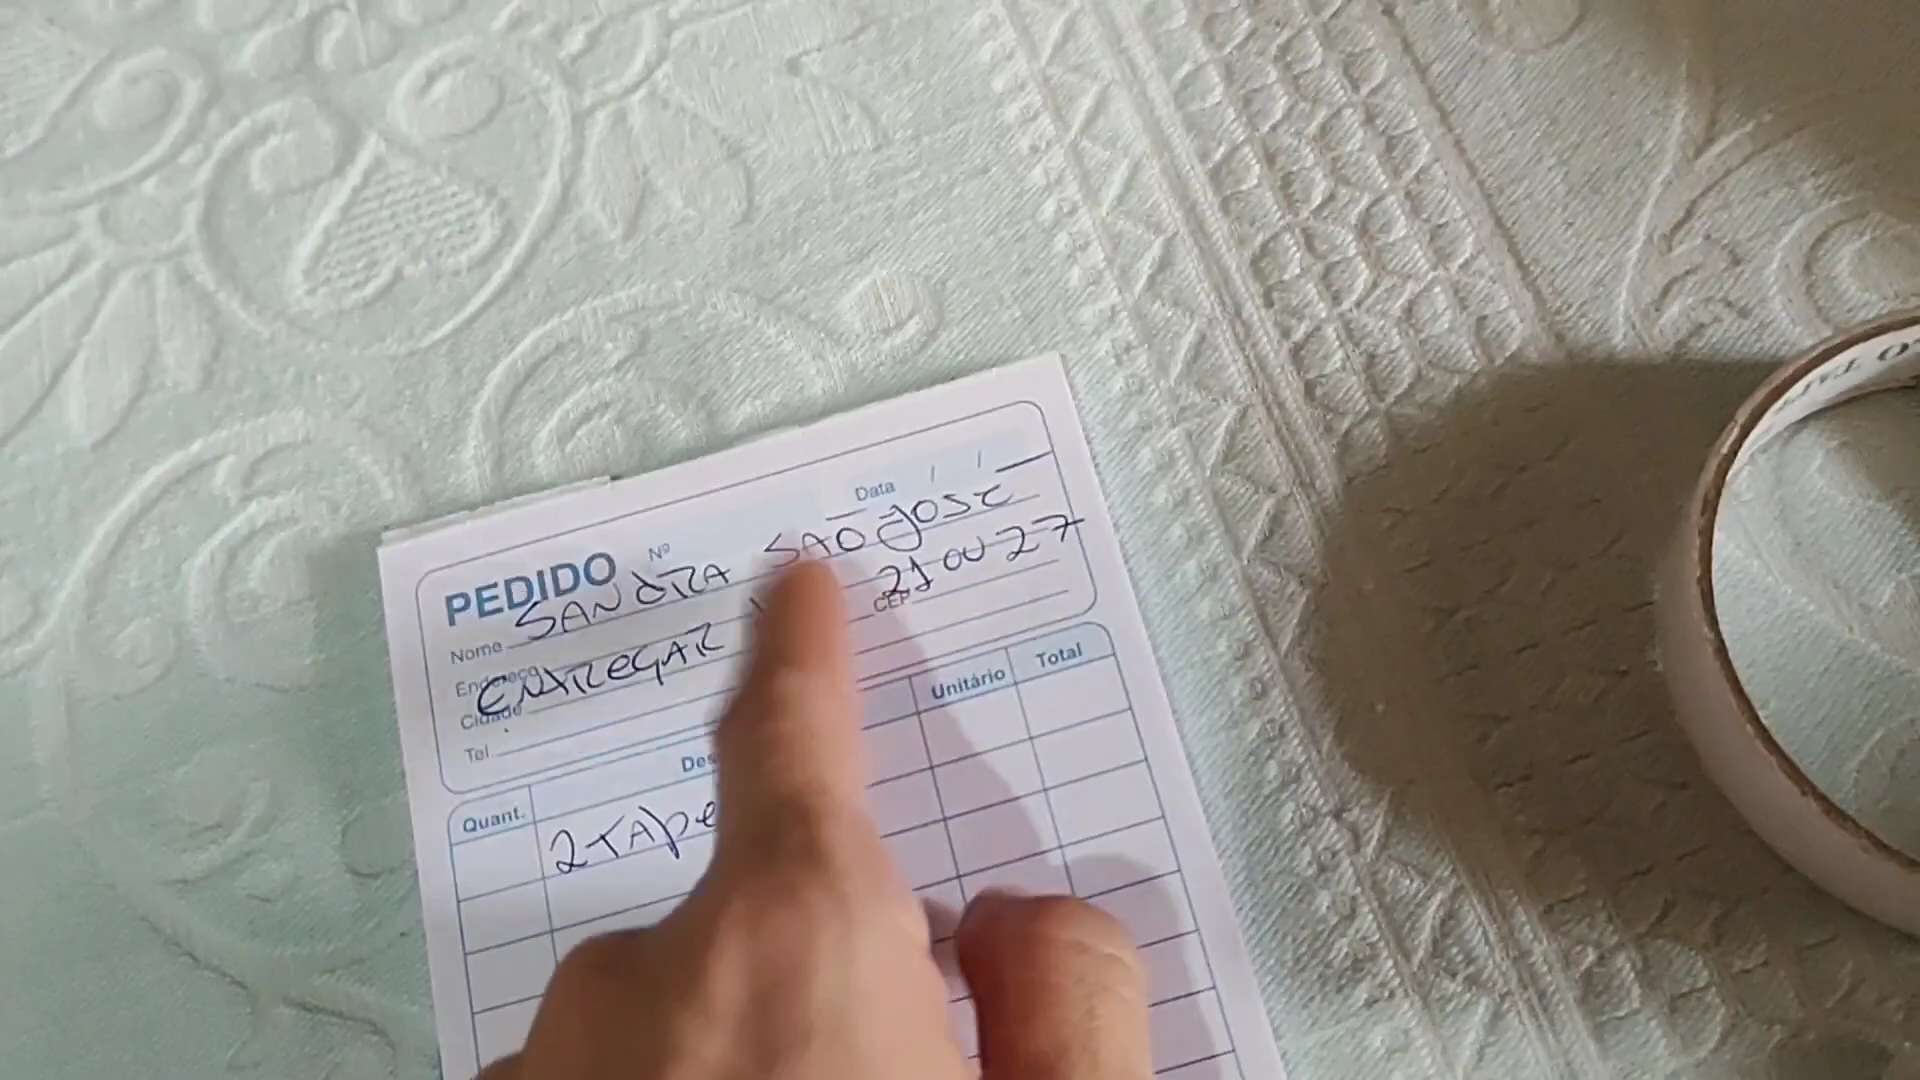 Data / /
PEDIDO Nº
Nome SANDRA SAO JOSE
Endereço ENTREGAR 21 OU 27
CEP
Cidade
Tel.
Quant. Des Unitário Total
2 TAPE